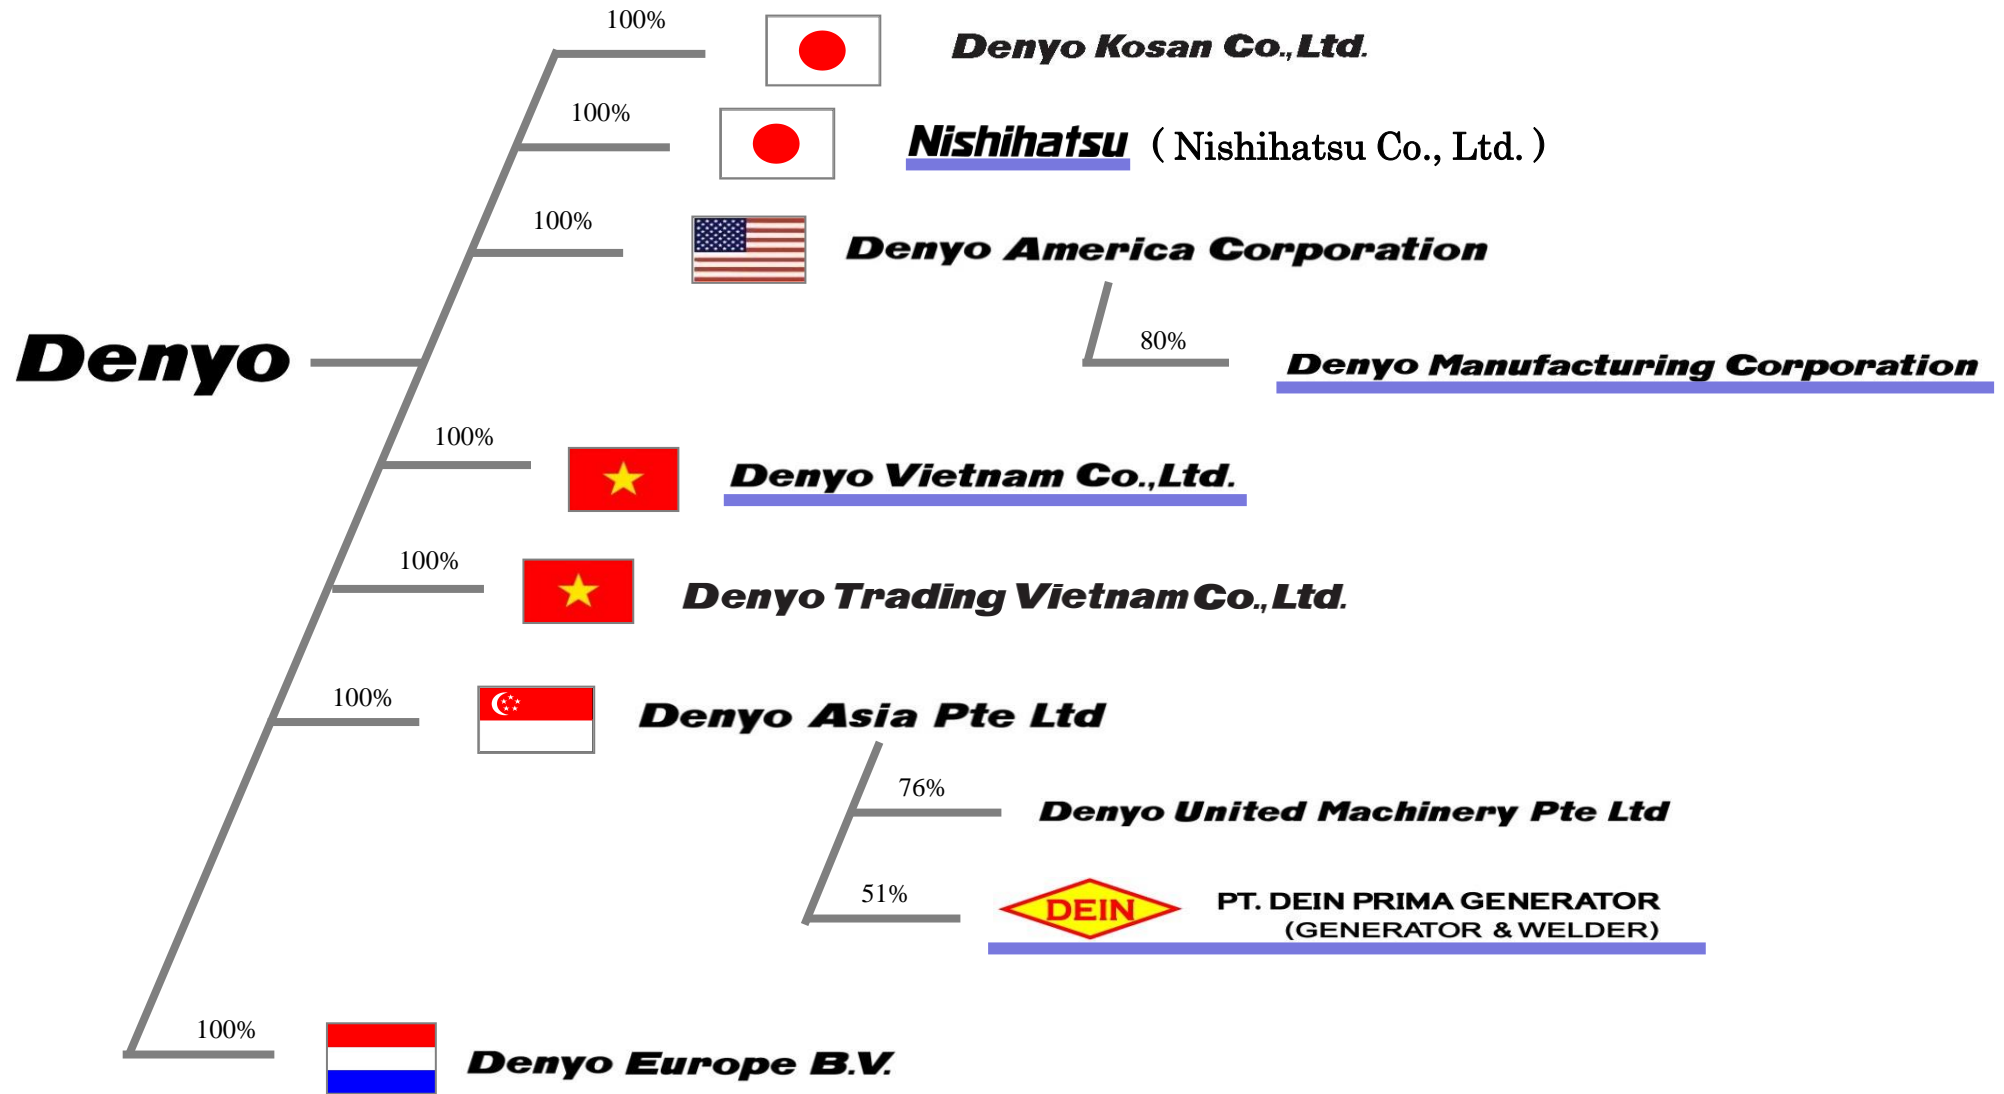 100%
Denyo Kosan Co.,Ltd.
100%
Nishihatsu ( Nishihatsu Co., Ltd. )
100%
Denyo America Corporation
80%
Denyo Manufacturing Corporation
Denyo
100%
Denyo Vietnam Co.,Ltd.
100%
Denyo Trading Vietnam Co.,Ltd.
100%
Denyo Asia Pte Ltd
76%
Denyo United Machinery Pte Ltd
51%
DEIN PT. DEIN PRIMA GENERATOR
(GENERATOR & WELDER)
100%
Denyo Europe B.V.